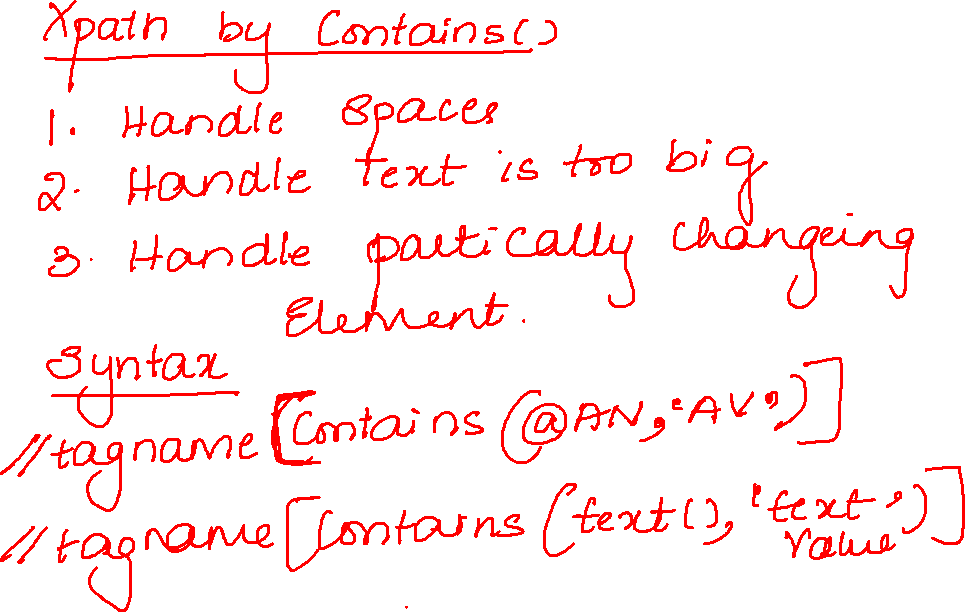 Xpath by Contains()
1. Handle Spaces
2. Handle text is too big
3. Handle partically changeing
Element.
Syntax
//tagname[Contains(@AN,'AV')]
//tagname[Contains(text(),'text value')]